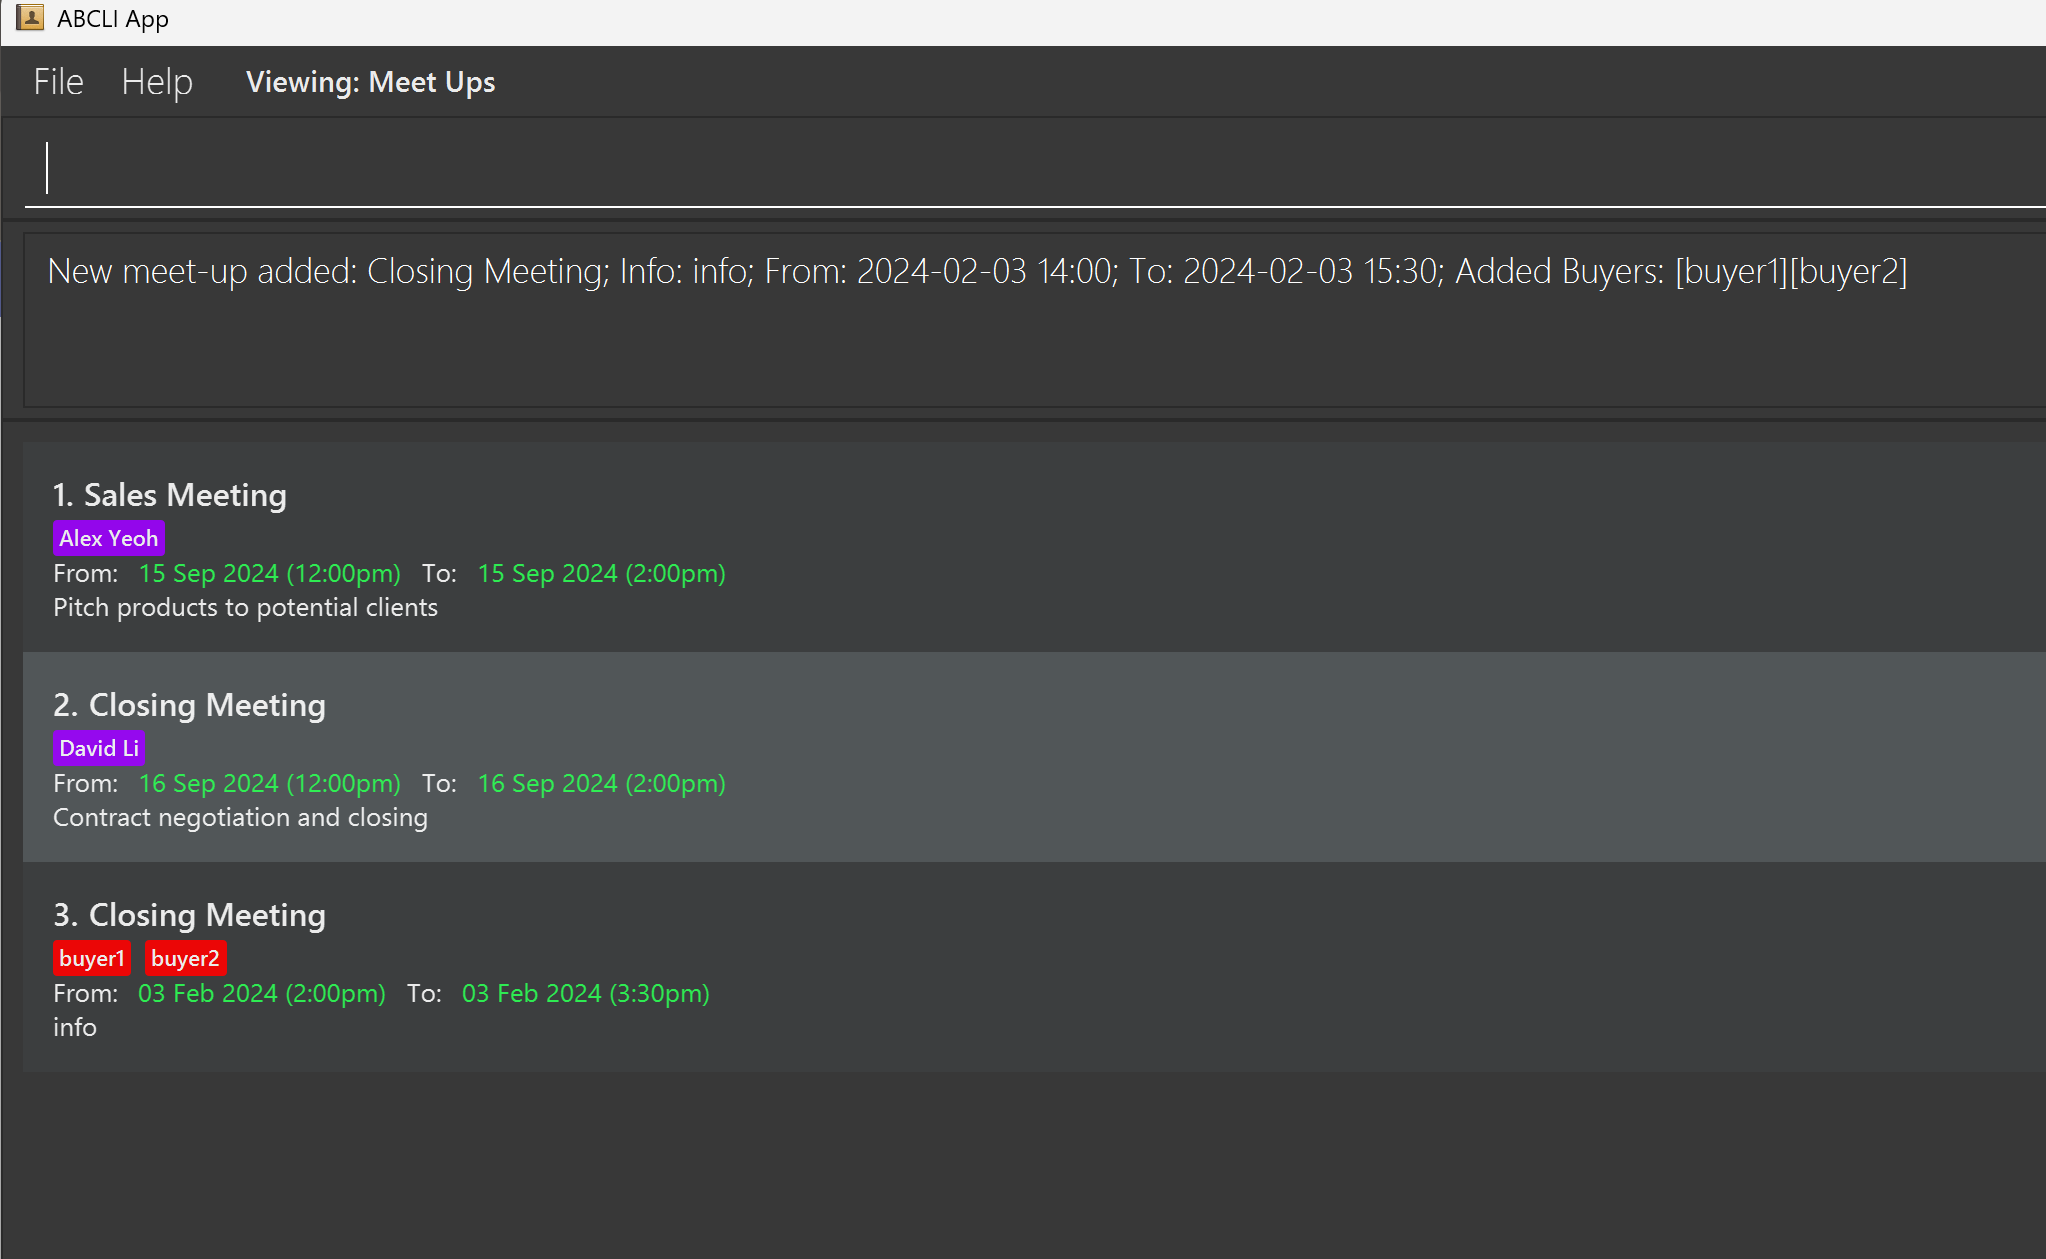 ABCLI App
File Help Viewing: Meet Ups
New meet-up added: Closing Meeting; Info: info; From: 2024-02-03 14:00; To: 2024-02-03 15:30; Added Buyers: [buyer1][buyer2]
1. Sales Meeting
Alex Yeoh
From: 15 Sep 2024 (12:00pm) To: 15 Sep 2024 (2:00pm)
Pitch products to potential clients
2. Closing Meeting
David Li
From: 16 Sep 2024 (12:00pm) To: 16 Sep 2024 (2:00pm)
Contract negotiation and closing
3. Closing Meeting
buyer1 buyer2
From: 03 Feb 2024 (2:00pm) To: 03 Feb 2024 (3:30pm)
info